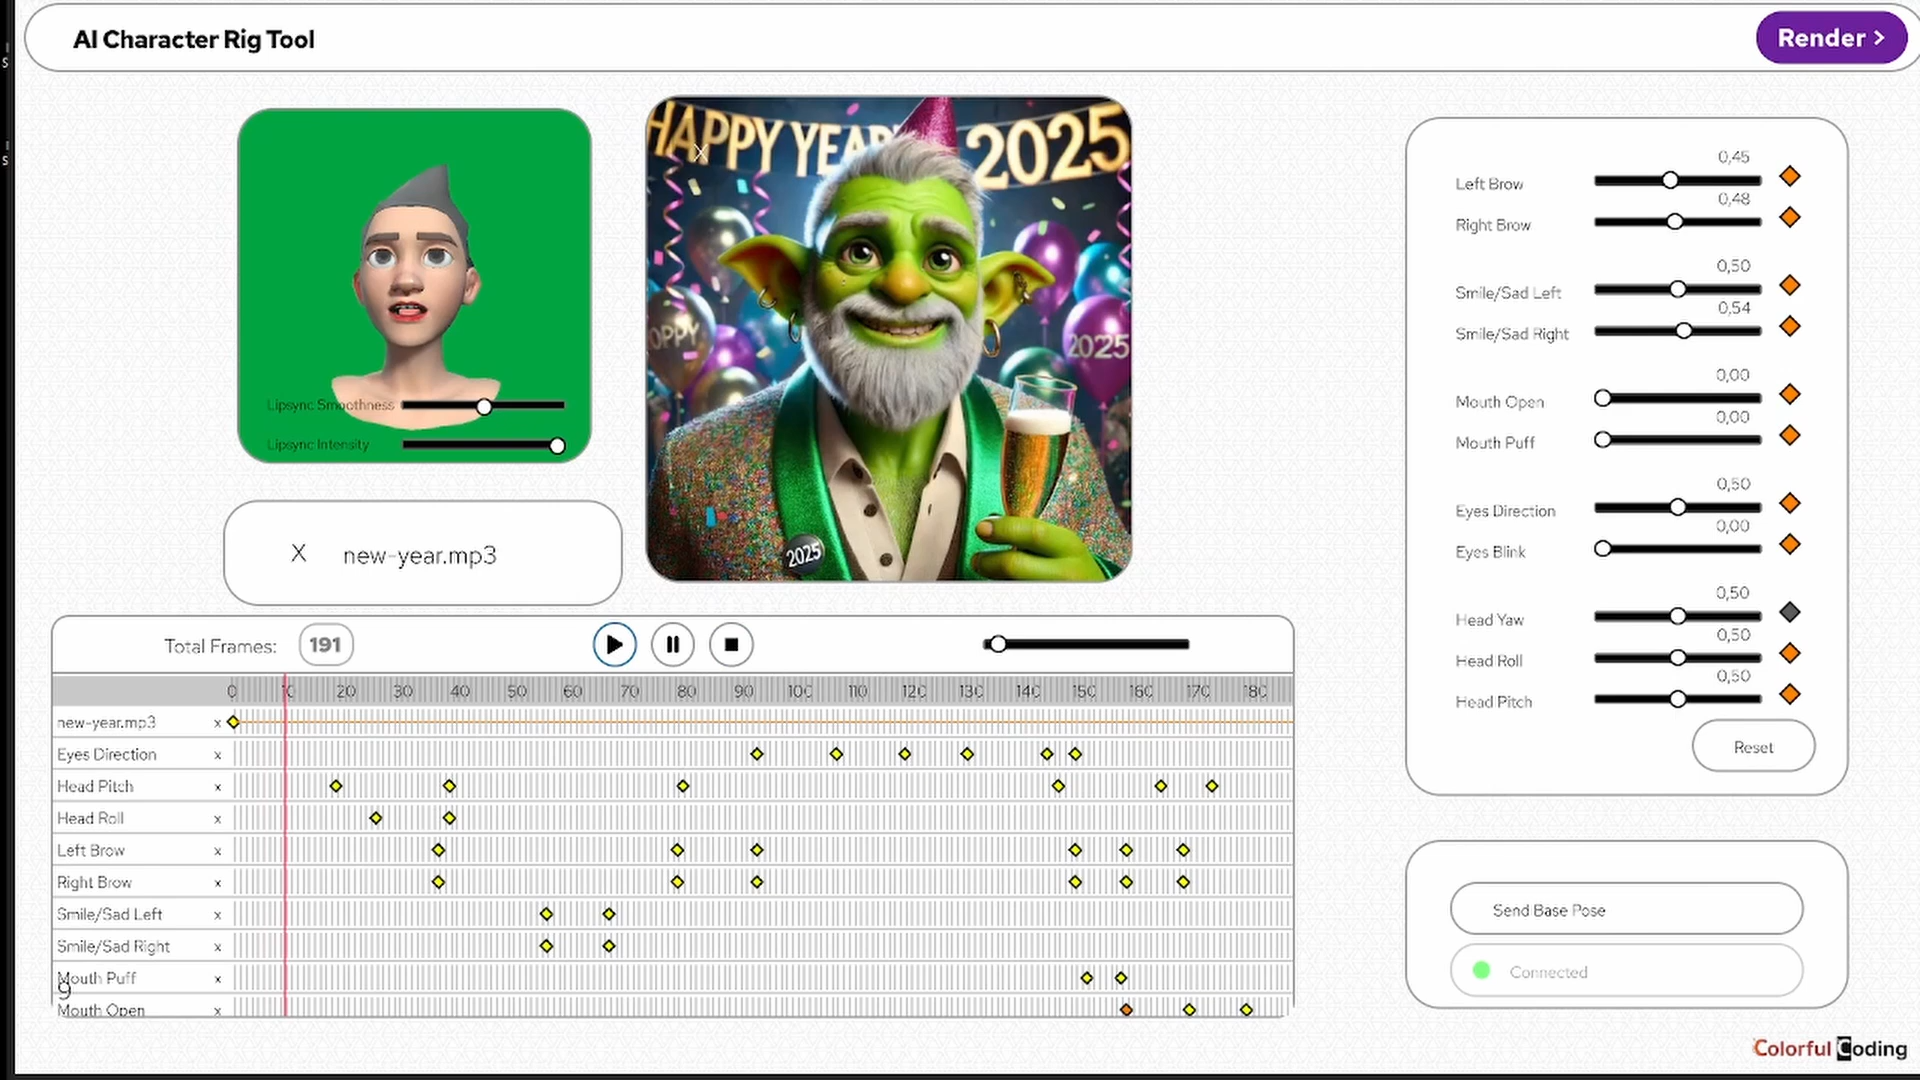 AI Character Rig Tool
Render >
HAPPY YEAR! 2025
X
OPPY
2025
2025
Lipsync Smoothness
Lipsync Intensity
X new-year.mp3
0,45
Left Brow
0,48
Right Brow
0,50
Smile/Sad Left
0,54
Smile/Sad Right
0,00
Mouth Open
0,00
Mouth Puff
0,50
Eyes Direction
0,00
Eyes Blink
0,50
Head Yaw
0,50
Head Roll
0,50
Head Pitch
Reset
Total Frames: 191
0 10 20 30 40 50 60 70 80 90 100 110 120 130 140 150 160 170 180
new-year.mp3 x
Eyes Direction x
Head Pitch x
Head Roll x
Left Brow x
Right Brow x
Smile/Sad Left x
Smile/Sad Right x
Mouth Puff x
9
Mouth Open x
Send Base Pose
Connected
Colorful Coding